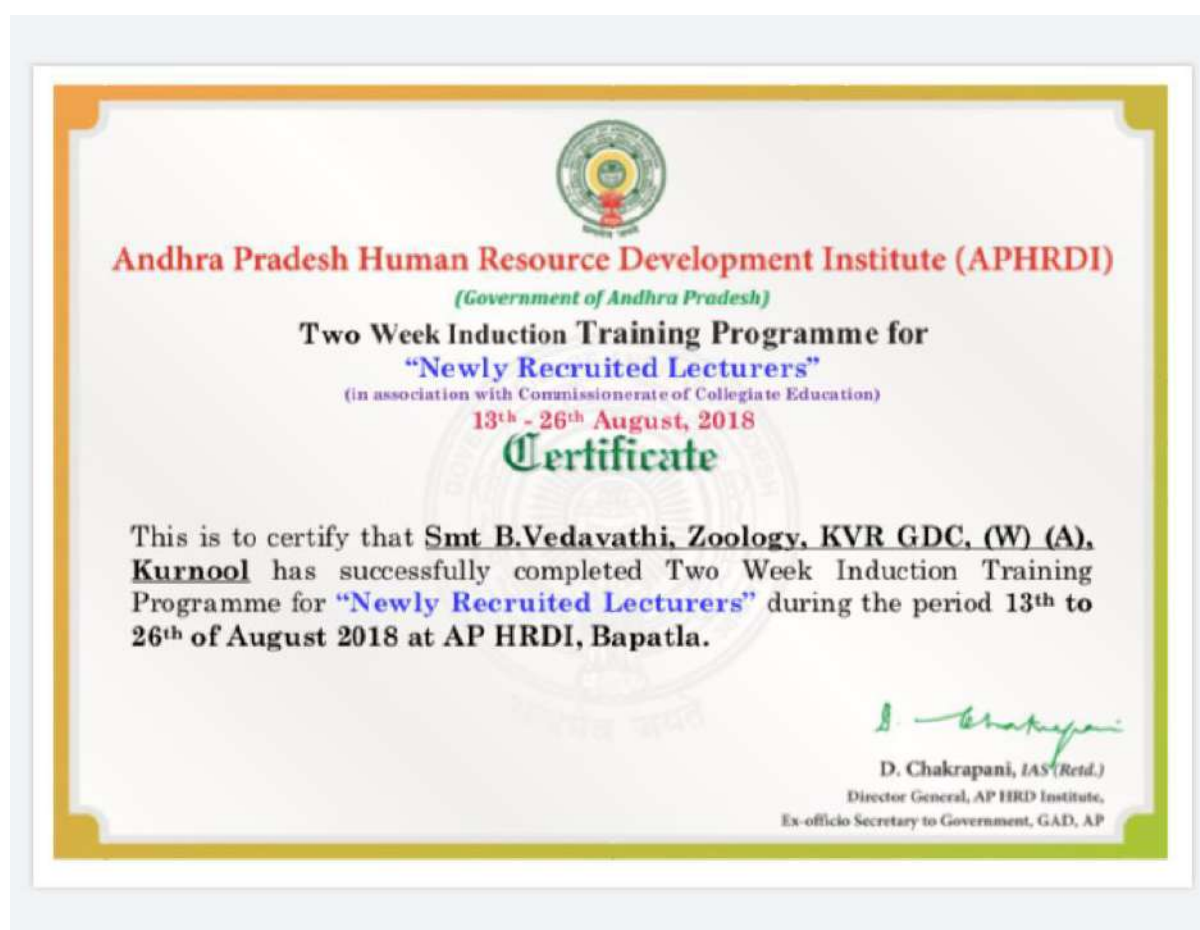 Andhra Pradesh Human Resource Development Institute (APHRDI)
(Government of Andhra Pradesh)
Two Week Induction Training Programme for
“Newly Recruited Lecturers”
(in association with Commissionerate of Collegiate Education)
13th - 26th August, 2018
Certificate
This is to certify that Smt B.Vedavathi, Zoology, KVR GDC, (W) (A),
Kurnool has successfully completed Two Week Induction Training
Programme for “Newly Recruited Lecturers” during the period 13th to
26th of August 2018 at AP HRDI, Bapatla.
D. Chakrapani
D. Chakrapani, IAS (Retd.)
Director General, AP HRD Institute,
Ex-officio Secretary to Government, GAD, AP